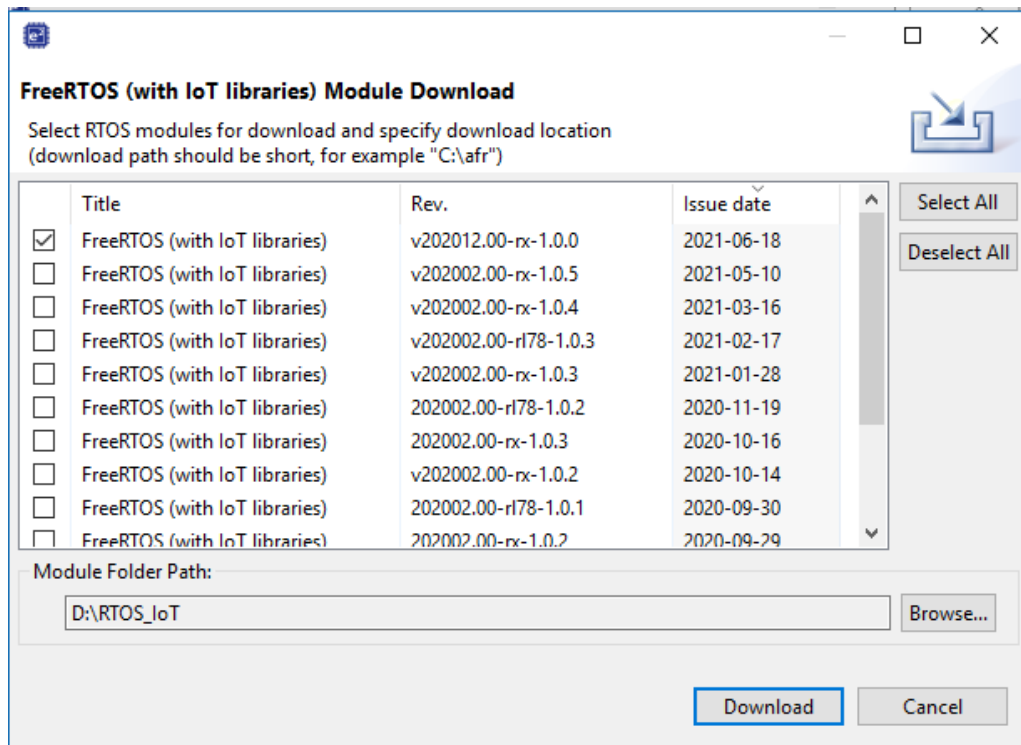 FreeRTOS (with IoT libraries) Module Download
Select RTOS modules for download and specify download location
(download path should be short, for example "C:\afr")
Title Rev. Issue date
Select All
FreeRTOS (with IoT libraries) v202012.00-rx-1.0.0 2021-06-18
Deselect All
FreeRTOS (with IoT libraries) v202002.00-rx-1.0.5 2021-05-10
FreeRTOS (with IoT libraries) v202002.00-rx-1.0.4 2021-03-16
FreeRTOS (with IoT libraries) v202002.00-rl78-1.0.3 2021-02-17
FreeRTOS (with IoT libraries) v202002.00-rx-1.0.3 2021-01-28
FreeRTOS (with IoT libraries) 202002.00-rl78-1.0.2 2020-11-19
FreeRTOS (with IoT libraries) 202002.00-rx-1.0.3 2020-10-16
FreeRTOS (with IoT libraries) v202002.00-rx-1.0.2 2020-10-14
FreeRTOS (with IoT libraries) 202002.00-rl78-1.0.1 2020-09-30
FreeRTOS (with IoT libraries) 202002.00-rx-1.0.2 2020-09-29
Module Folder Path:
D:\RTOS_IoT
Browse...
Download
Cancel